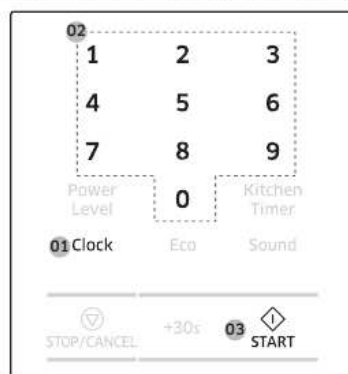 02
1 2 3
4 5 6
7 8 9
Power Level
0
Kitchen Timer
01 Clock Eco Sound
STOP/CANCEL
+30s
03
START